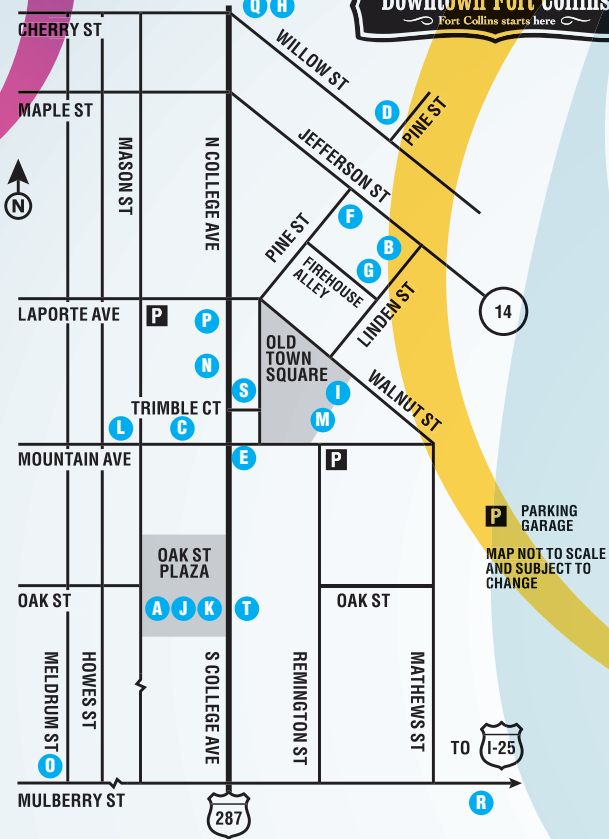 Q H
Downtown Fort Collins
Fort Collins starts here
CHERRY ST
WILLOW ST
MAPLE ST
D
PINE ST
MASON ST
N COLLEGE AVE
JEFFERSON ST
N
F
PINE ST
B
G
FIREHOUSE
ALLEY
LINDEN ST
14
LAPORTE AVE
P
P
OLD
TOWN
SQUARE
N
S
I
WALNUT ST
TRIMBLE CT
M
L
C
MOUNTAIN AVE
E
P
P PARKING
GARAGE
MAP NOT TO SCALE
AND SUBJECT TO
CHANGE
OAK ST
PLAZA
OAK ST
A J K T
OAK ST
MELDRUM ST
HOWES ST
S COLLEGE AVE
REMINGTON ST
MATHEWS ST
TO I-25
O
MULBERRY ST
287
R